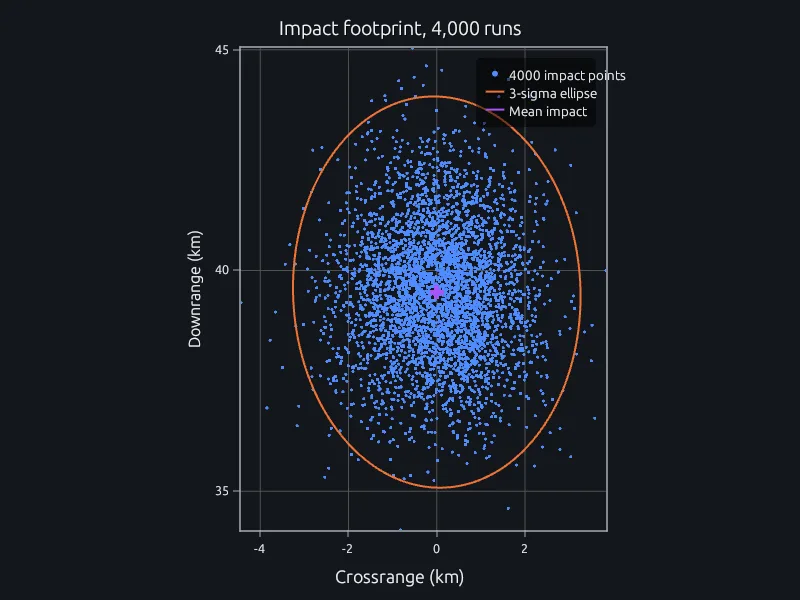 Impact footprint, 4,000 runs
4000 impact points
3-sigma ellipse
Mean impact
Downrange (km)
45
40
35
-4
-2
0
2
Crossrange (km)